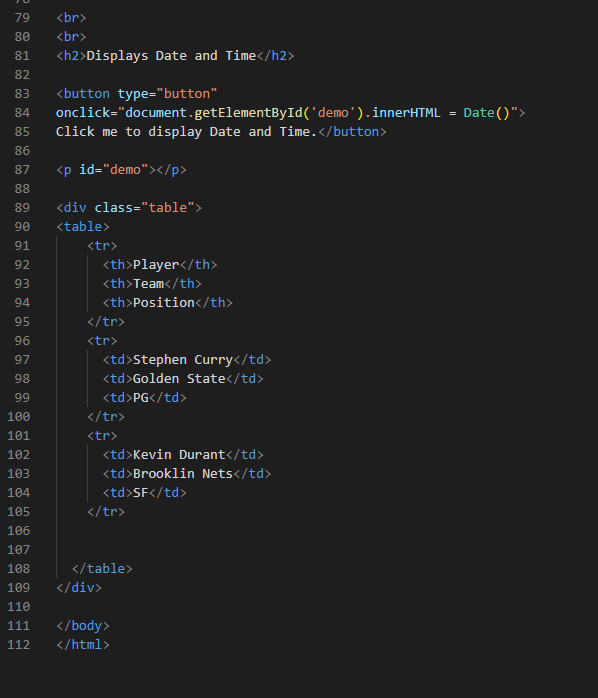 79 <br>
80 <br>
81 <h2>Displays Date and Time</h2>
82
83 <button type="button"
84 onclick="document.getElementById('demo').innerHTML = Date()">
85 Click me to display Date and Time.</button>
86
87 <p id="demo"></p>
88
89 <div class="table">
90 <table>
91 <tr>
92 <th>Player</th>
93 <th>Team</th>
94 <th>Position</th>
95 </tr>
96 <tr>
97 <td>Stephen Curry</td>
98 <td>Golden State</td>
99 <td>PG</td>
100 </tr>
101 <tr>
102 <td>Kevin Durant</td>
103 <td>Brooklin Nets</td>
104 <td>SF</td>
105 </tr>
106
107
108 </table>
109 </div>
110
111 </body>
112 </html>